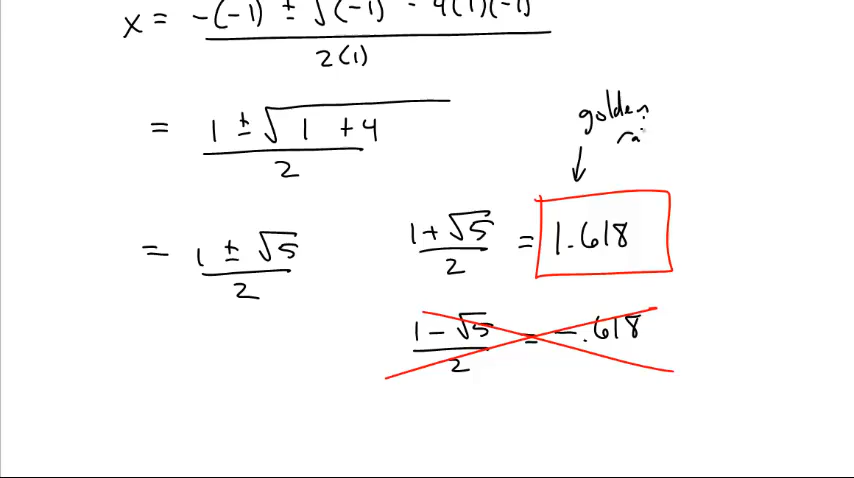 x = -(-1) ± √(-1) - 4(1)(-1)
2(1)
= 1 ± √1 + 4
2
golden
ra
= 1 ± √5
2
1 + √5
2
= 1.618
1 - √5
2
= -.618